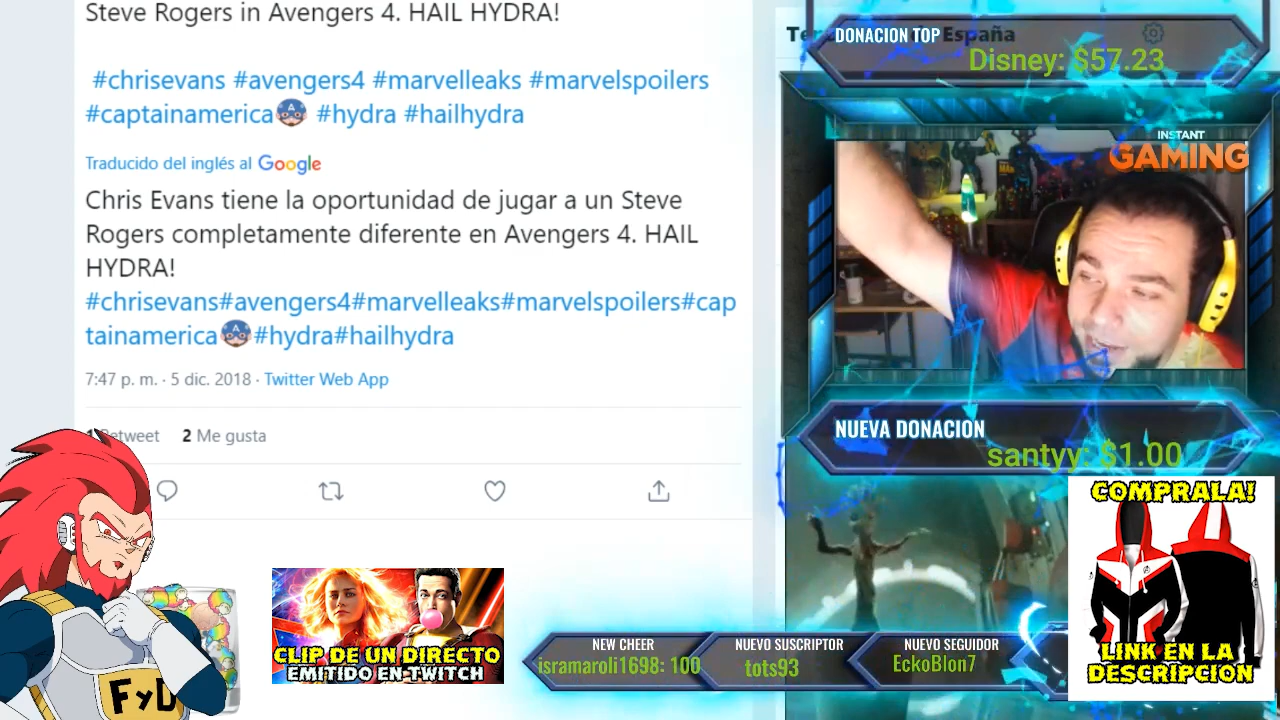 Steve Rogers in Avengers 4. HAIL HYDRA!
#chrisevans #avengers4 #marvelleaks #marvelspoilers
#captainamerica #hydra #hailhydra
Traducido del inglés al Google
Chris Evans tiene la oportunidad de jugar a un Steve
Rogers completamente diferente en Avengers 4. HAIL
HYDRA!
#chrisevans#avengers4#marvelleaks#marvelspoilers#cap
tainamerica#hydra#hailhydra
7:47 p. m. · 5 dic. 2018 · Twitter Web App
1 Retweet 2 Me gusta
FyD
CLIP DE UN DIRECTO
EMITIDO EN TWITCH
España
DONACION TOP
Disney: $57.23
INSTANT
GAMING
NUEVA DONACION
santyy: $1.00
COMPRALA!
LINK EN LA
DESCRIPCION
NEW CHEER
isramaroli1698: 100
NUEVO SUSCRIPTOR
tots93
NUEVO SEGUIDOR
EckoBlon7